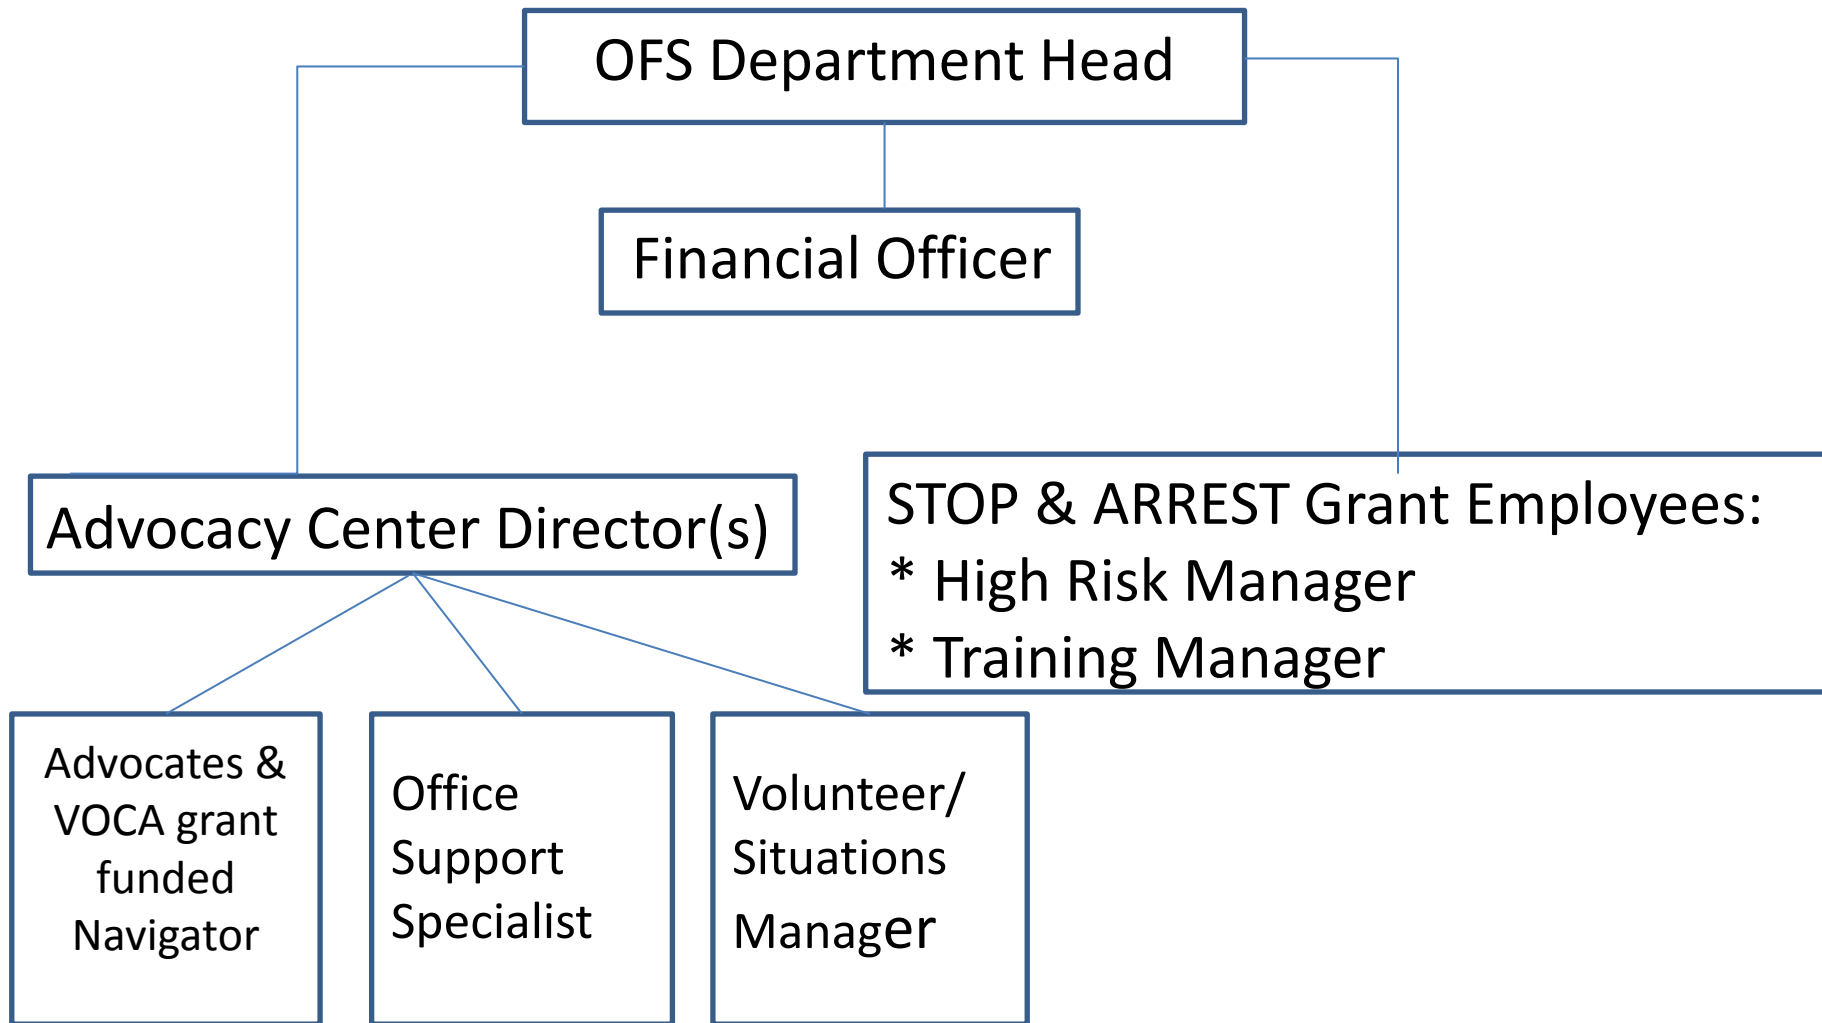 OFS Department Head
Financial Officer
Advocacy Center Director(s)
STOP & ARREST Grant Employees:
* High Risk Manager
* Training Manager
Advocates &
VOCA grant
funded
Navigator
Office
Support
Specialist
Volunteer/
Situations
Manager